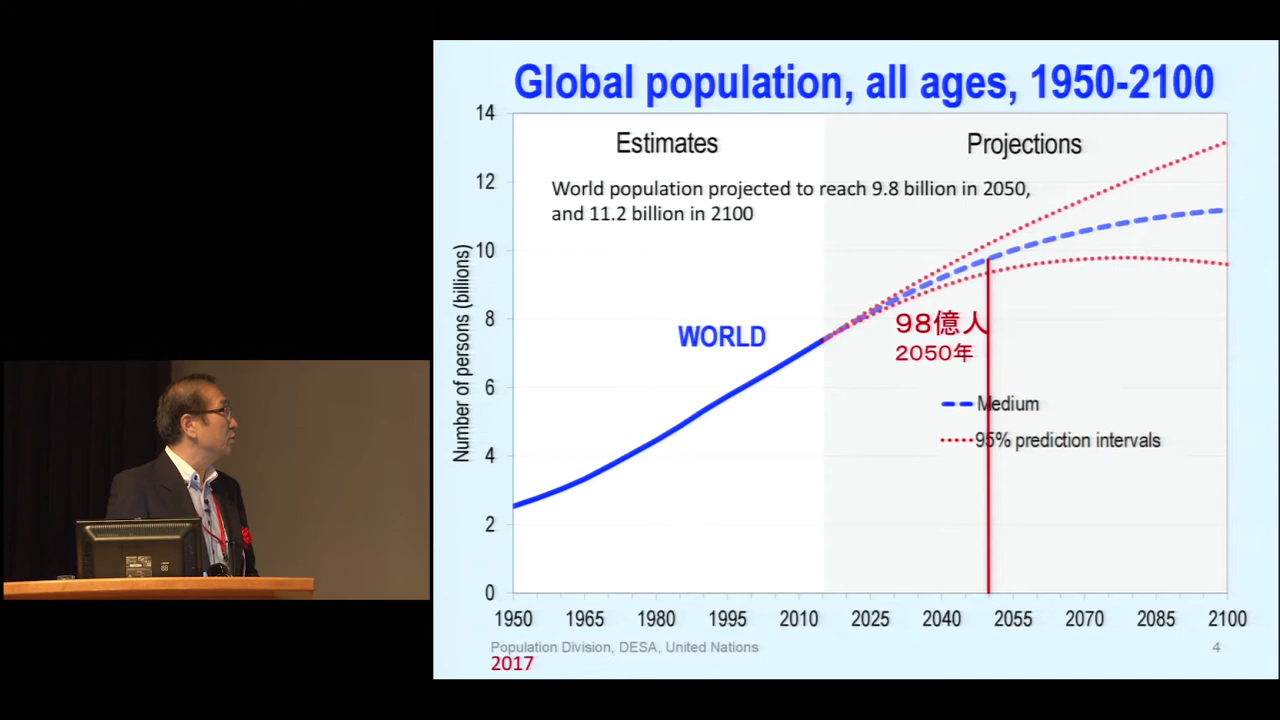 Global population, all ages, 1950-2100
Estimates
Projections
World population projected to reach 9.8 billion in 2050,
and 11.2 billion in 2100
WORLD
98億人
2050年
Medium
95% prediction intervals
Number of persons (billions)
14
12
10
8
6
4
2
0
1950 1965 1980 1995 2010 2025 2040 2055 2070 2085 2100
Population Division, DESA, United Nations
4
2017